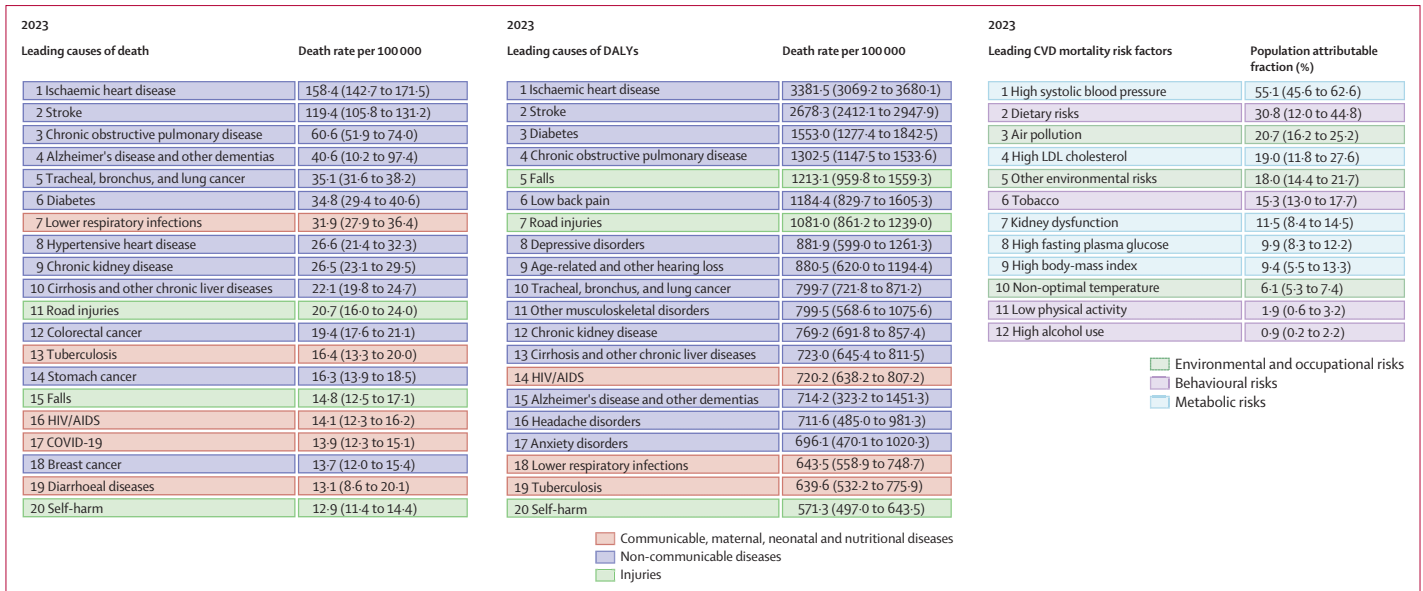 2023
Leading causes of death Death rate per 100 000
1 Ischaemic heart disease 158·4 (142·7 to 171·5)
2 Stroke 119·4 (105·8 to 131·2)
3 Chronic obstructive pulmonary disease 60·6 (51·9 to 74·0)
4 Alzheimer's disease and other dementias 40·6 (10·2 to 97·4)
5 Tracheal, bronchus, and lung cancer 35·1 (31·6 to 38·2)
6 Diabetes 34·8 (29·4 to 40·6)
7 Lower respiratory infections 31·9 (27·9 to 36·4)
8 Hypertensive heart disease 26·6 (21·4 to 32·3)
9 Chronic kidney disease 26·5 (23·1 to 29·5)
10 Cirrhosis and other chronic liver diseases 22·1 (19·8 to 24·7)
11 Road injuries 20·7 (16·0 to 24·0)
12 Colorectal cancer 19·4 (17·6 to 21·1)
13 Tuberculosis 16·4 (13·3 to 20·0)
14 Stomach cancer 16·3 (13·9 to 18·5)
15 Falls 14·8 (12·5 to 17·1)
16 HIV/AIDS 14·1 (12·3 to 16·2)
17 COVID-19 13·9 (12·3 to 15·1)
18 Breast cancer 13·7 (12·0 to 15·4)
19 Diarrhoeal diseases 13·1 (8·6 to 20·1)
20 Self-harm 12·9 (11·4 to 14·4)
2023
Leading causes of DALYs Death rate per 100 000
1 Ischaemic heart disease 3381·5 (3069·2 to 3680·1)
2 Stroke 2678·3 (2412·1 to 2947·9)
3 Diabetes 1553·0 (1277·4 to 1842·5)
4 Chronic obstructive pulmonary disease 1302·5 (1147·5 to 1533·6)
5 Falls 1213·1 (959·8 to 1559·3)
6 Low back pain 1184·4 (829·7 to 1605·3)
7 Road injuries 1081·0 (861·2 to 1239·0)
8 Depressive disorders 881·9 (599·0 to 1261·3)
9 Age-related and other hearing loss 880·5 (620·0 to 1194·4)
10 Tracheal, bronchus, and lung cancer 799·7 (721·8 to 871·2)
11 Other musculoskeletal disorders 799·5 (568·6 to 1075·6)
12 Chronic kidney disease 769·2 (691·8 to 857·4)
13 Cirrhosis and other chronic liver diseases 723·0 (645·4 to 811·5)
14 HIV/AIDS 720·2 (638·2 to 807·2)
15 Alzheimer's disease and other dementias 714·2 (323·2 to 1451·3)
16 Headache disorders 711·6 (485·0 to 981·3)
17 Anxiety disorders 696·1 (470·1 to 1020·3)
18 Lower respiratory infections 643·5 (558·9 to 748·7)
19 Tuberculosis 639·6 (532·2 to 775·9)
20 Self-harm 571·3 (497·0 to 643·5)
Communicable, maternal, neonatal and nutritional diseases
Non-communicable diseases
Injuries
2023
Leading CVD mortality risk factors Population attributable
fraction (%)
1 High systolic blood pressure 55·1 (45·6 to 62·6)
2 Dietary risks 30·8 (12·0 to 44·8)
3 Air pollution 20·7 (16·2 to 25·2)
4 High LDL cholesterol 19·0 (11·8 to 27·6)
5 Other environmental risks 18·0 (14·4 to 21·7)
6 Tobacco 15·3 (13·0 to 17·7)
7 Kidney dysfunction 11·5 (8·4 to 14·5)
8 High fasting plasma glucose 9·9 (8·3 to 12·2)
9 High body-mass index 9·4 (5·5 to 13·3)
10 Non-optimal temperature 6·1 (5·3 to 7·4)
11 Low physical activity 1·9 (0·6 to 3·2)
12 High alcohol use 0·9 (0·2 to 2·2)
Environmental and occupational risks
Behavioural risks
Metabolic risks